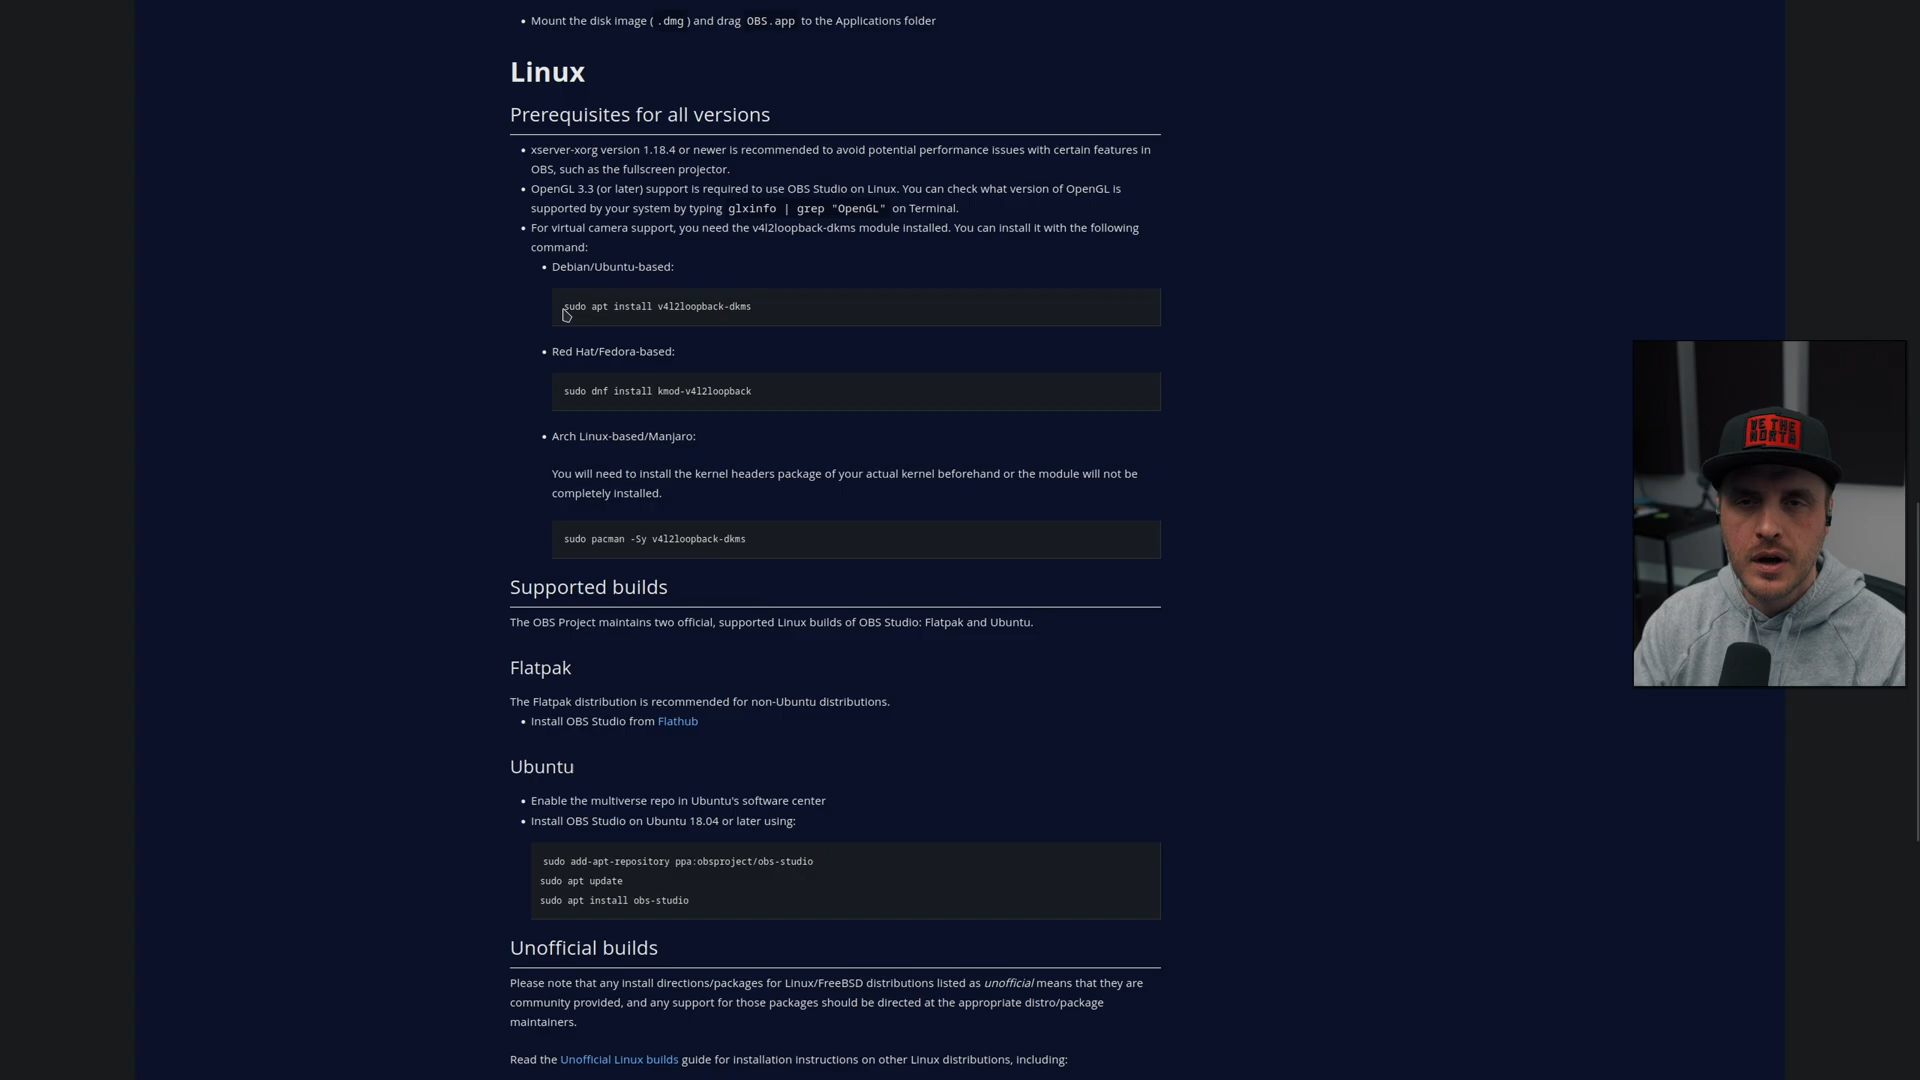 • Mount the disk image ( .dmg ) and drag OBS.app to the Applications folder
Linux
Prerequisites for all versions
• xserver-xorg version 1.18.4 or newer is recommended to avoid potential performance issues with certain features in
OBS, such as the fullscreen projector.
• OpenGL 3.3 (or later) support is required to use OBS Studio on Linux. You can check what version of OpenGL is
supported by your system by typing glxinfo | grep "OpenGL" on Terminal.
• For virtual camera support, you need the v4l2loopback-dkms module installed. You can install it with the following
command:
• Debian/Ubuntu-based:
sudo apt install v4l2loopback-dkms
• Red Hat/Fedora-based:
sudo dnf install kmod-v4l2loopback
• Arch Linux-based/Manjaro:
You will need to install the kernel headers package of your actual kernel beforehand or the module will not be
completely installed.
sudo pacman -Sy v4l2loopback-dkms
WE THE
NORTH
Supported builds
The OBS Project maintains two official, supported Linux builds of OBS Studio: Flatpak and Ubuntu.
Flatpak
The Flatpak distribution is recommended for non-Ubuntu distributions.
• Install OBS Studio from Flathub
Ubuntu
• Enable the multiverse repo in Ubuntu's software center
• Install OBS Studio on Ubuntu 18.04 or later using:
sudo add-apt-repository ppa:obsproject/obs-studio
sudo apt update
sudo apt install obs-studio
Unofficial builds
Please note that any install directions/packages for Linux/FreeBSD distributions listed as unofficial means that they are
community provided, and any support for those packages should be directed at the appropriate distro/package
maintainers.
Read the Unofficial Linux builds guide for installation instructions on other Linux distributions, including: